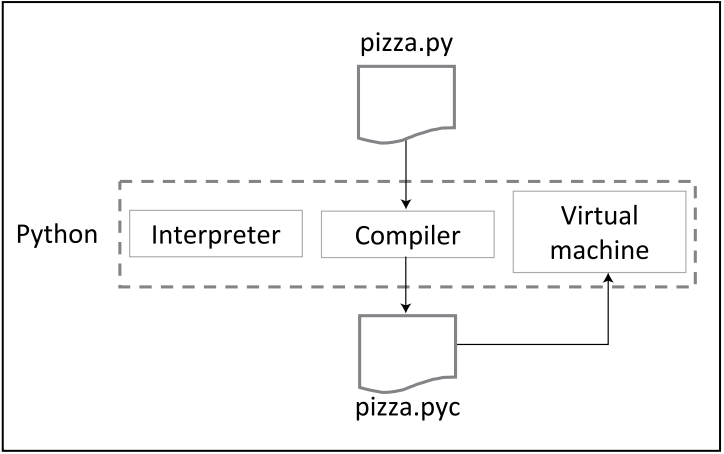 pizza.py
Python
Interpreter
Compiler
Virtual
machine
pizza.pyc